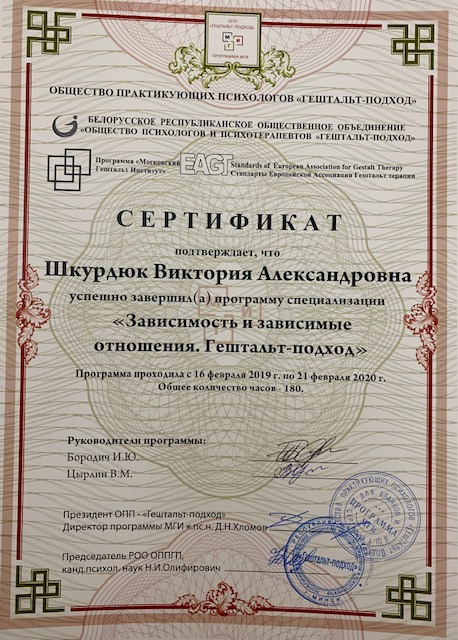 ОПП
«ГЕШТАЛЬТ-ПОДХОД»
М И
Г
ПРОГРАММА МГИ
ОБЩЕСТВО ПРАКТИКУЮЩИХ ПСИХОЛОГОВ «ГЕШТАЛЬТ-ПОДХОД»
БЕЛОРУССКОЕ РЕСПУБЛИКАНСКОЕ ОБЩЕСТВЕННОЕ ОБЪЕДИНЕНИЕ
«ОБЩЕСТВО ПСИХОЛОГОВ И ПСИХОТЕРАПЕВТОВ «ГЕШТАЛЬТ-ПОДХОД»
Программа «Московский Гештальт Институт»
EAGT Standards of European Association for Gestalt Therapy
Стандарты Европейской Ассоциации Гештальт терапии
СЕРТИФИКАТ
подтверждает, что
Шкурдюк Виктория Александровна
успешно завершил(а) программу специализации
«Зависимость и зависимые
отношения. Гештальт-подход»
Программа проходила с 16 февраля 2019 г. по 21 февраля 2020 г.
Общее количество часов - 180.
Руководители программы:
Бородич И.Ю.
Цырлин В.М.
Президент ОПП - «Гештальт-подход»
Директор программы МГИ к.пс.н. Д.Н.Хломов
Председатель РОО ОППГП,
канд.психол. наук Н.И.Олифирович
ПРОГРАММА
МГИ
«Гештальт-подход»
МИНСК